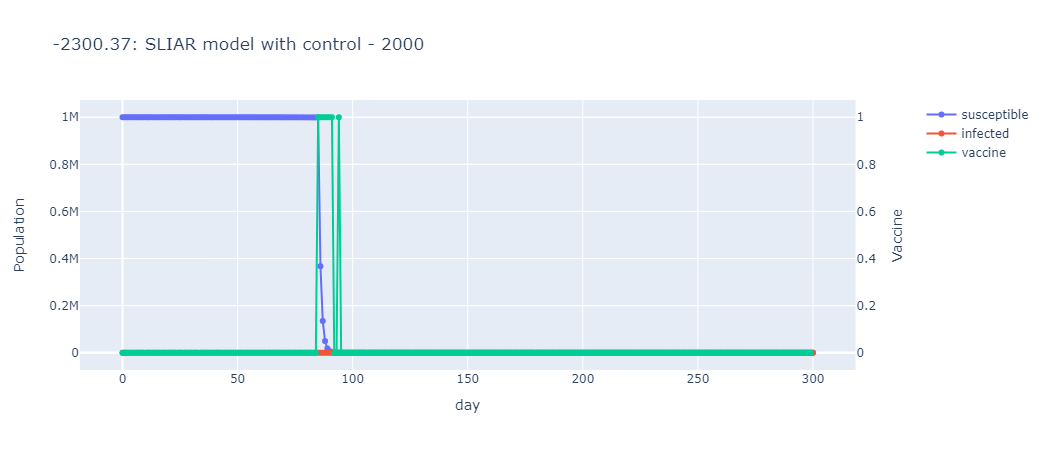 -2300.37: SLIAR model with control - 2000
1M
0.8M
0.6M
0.4M
0.2M
0
Population
1
0.8
0.6
0.4
0.2
0
Vaccine
0 50 100 150 200 250 300
day
susceptible
infected
vaccine